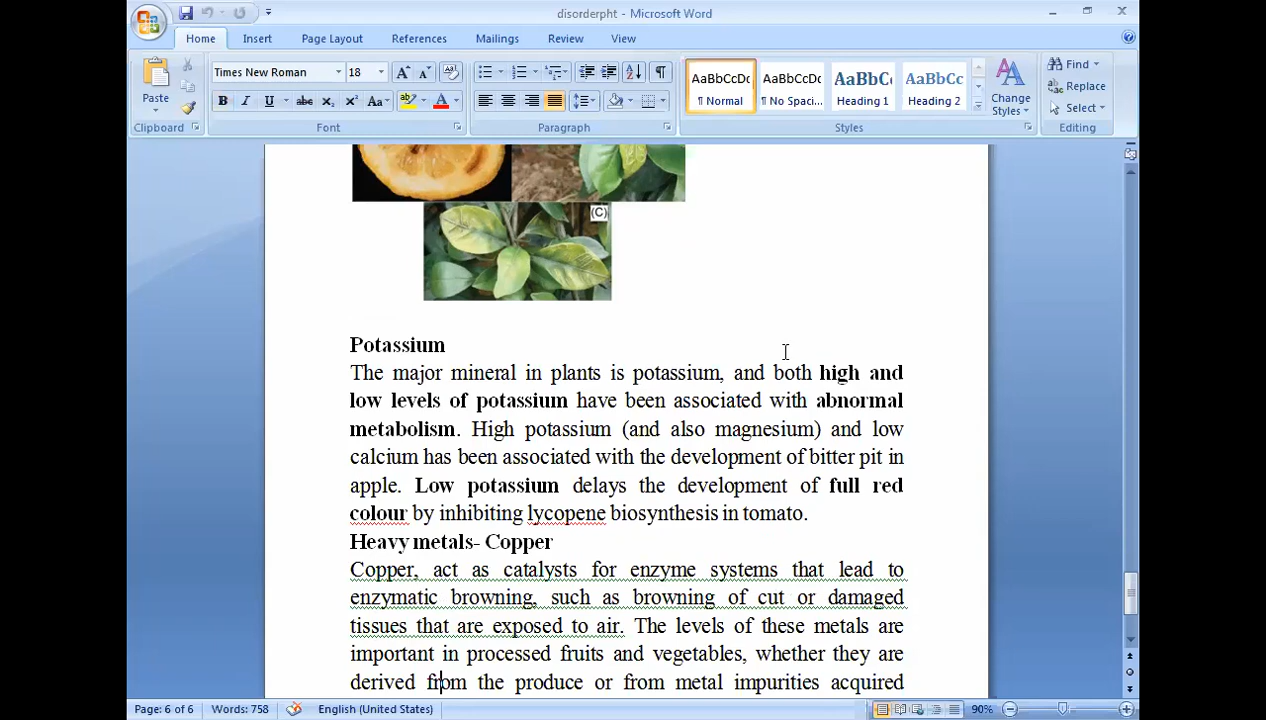 disorderpht - Microsoft Word
Home Insert Page Layout References Mailings Review View
Times New Roman 18
Paste
B I U abe X₂ X² Aa
AaBbCcDc AaBbCcDc AaBbC AaBbCc
¶ Normal ¶ No Spaci... Heading 1 Heading 2
Change Styles
Find
Replace
Select
Clipboard Font Paragraph Styles Editing
(C)
Potassium
The major mineral in plants is potassium, and both high and
low levels of potassium have been associated with abnormal
metabolism. High potassium (and also magnesium) and low
calcium has been associated with the development of bitter pit in
apple. Low potassium delays the development of full red
colour by inhibiting lycopene biosynthesis in tomato.
Heavy metals- Copper
Copper, act as catalysts for enzyme systems that lead to
enzymatic browning, such as browning of cut or damaged
tissues that are exposed to air. The levels of these metals are
important in processed fruits and vegetables, whether they are
derived from the produce or from metal impurities acquired
Page: 6 of 6 Words: 758 English (United States) 90%